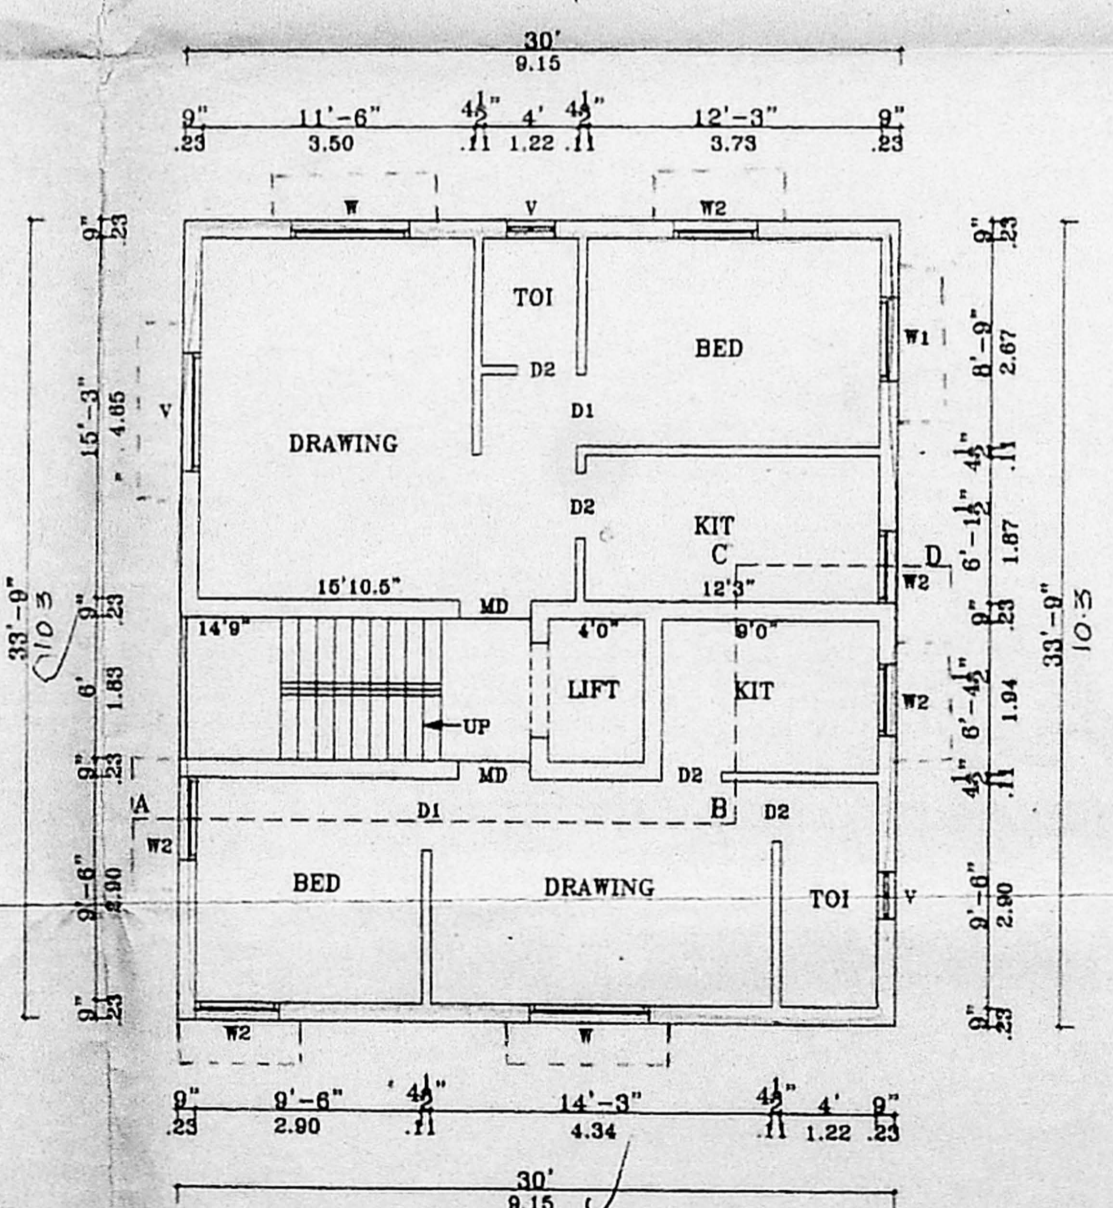 30'
9.15
9" 11'-6" 4½" 4' 4½" 12'-3" 9"
.23 3.50 .11 1.22 .11 3.73 .23
W V W2
9" .23
9" .23
TOI
W1
D2
BED
8'-9" 2.67
15'-3" 4.65
V
D1
DRAWING
4½" .11
D2
KIT
6'-1½" 1.87
C D
W2
15'10.5"
12'3"
MD
9" .23
9" .23
33'-9" 10.3
33'-9" 10.3
14'9"
4'0"
9'0"
6' 1.83
LIFT
KIT
W2
6'-4½" 1.94
UP
9" .23
MD
D2
4½" .11
A
D1
B
D2
W2
BED
DRAWING
TOI
V
9'-6" 2.90
9'-6" 2.90
9" .23
9" .23
W2
W
9" 9'-6" 4½" 14'-3" 4½" 4' 9"
.23 2.90 .11 4.34 .11 1.22 .23
30'
9.15